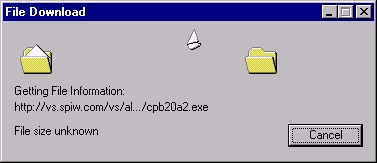 File Download
Getting File Information:
http://vs.spiw.com/vs/al.../cpb20a2.exe
File size unknown
Cancel